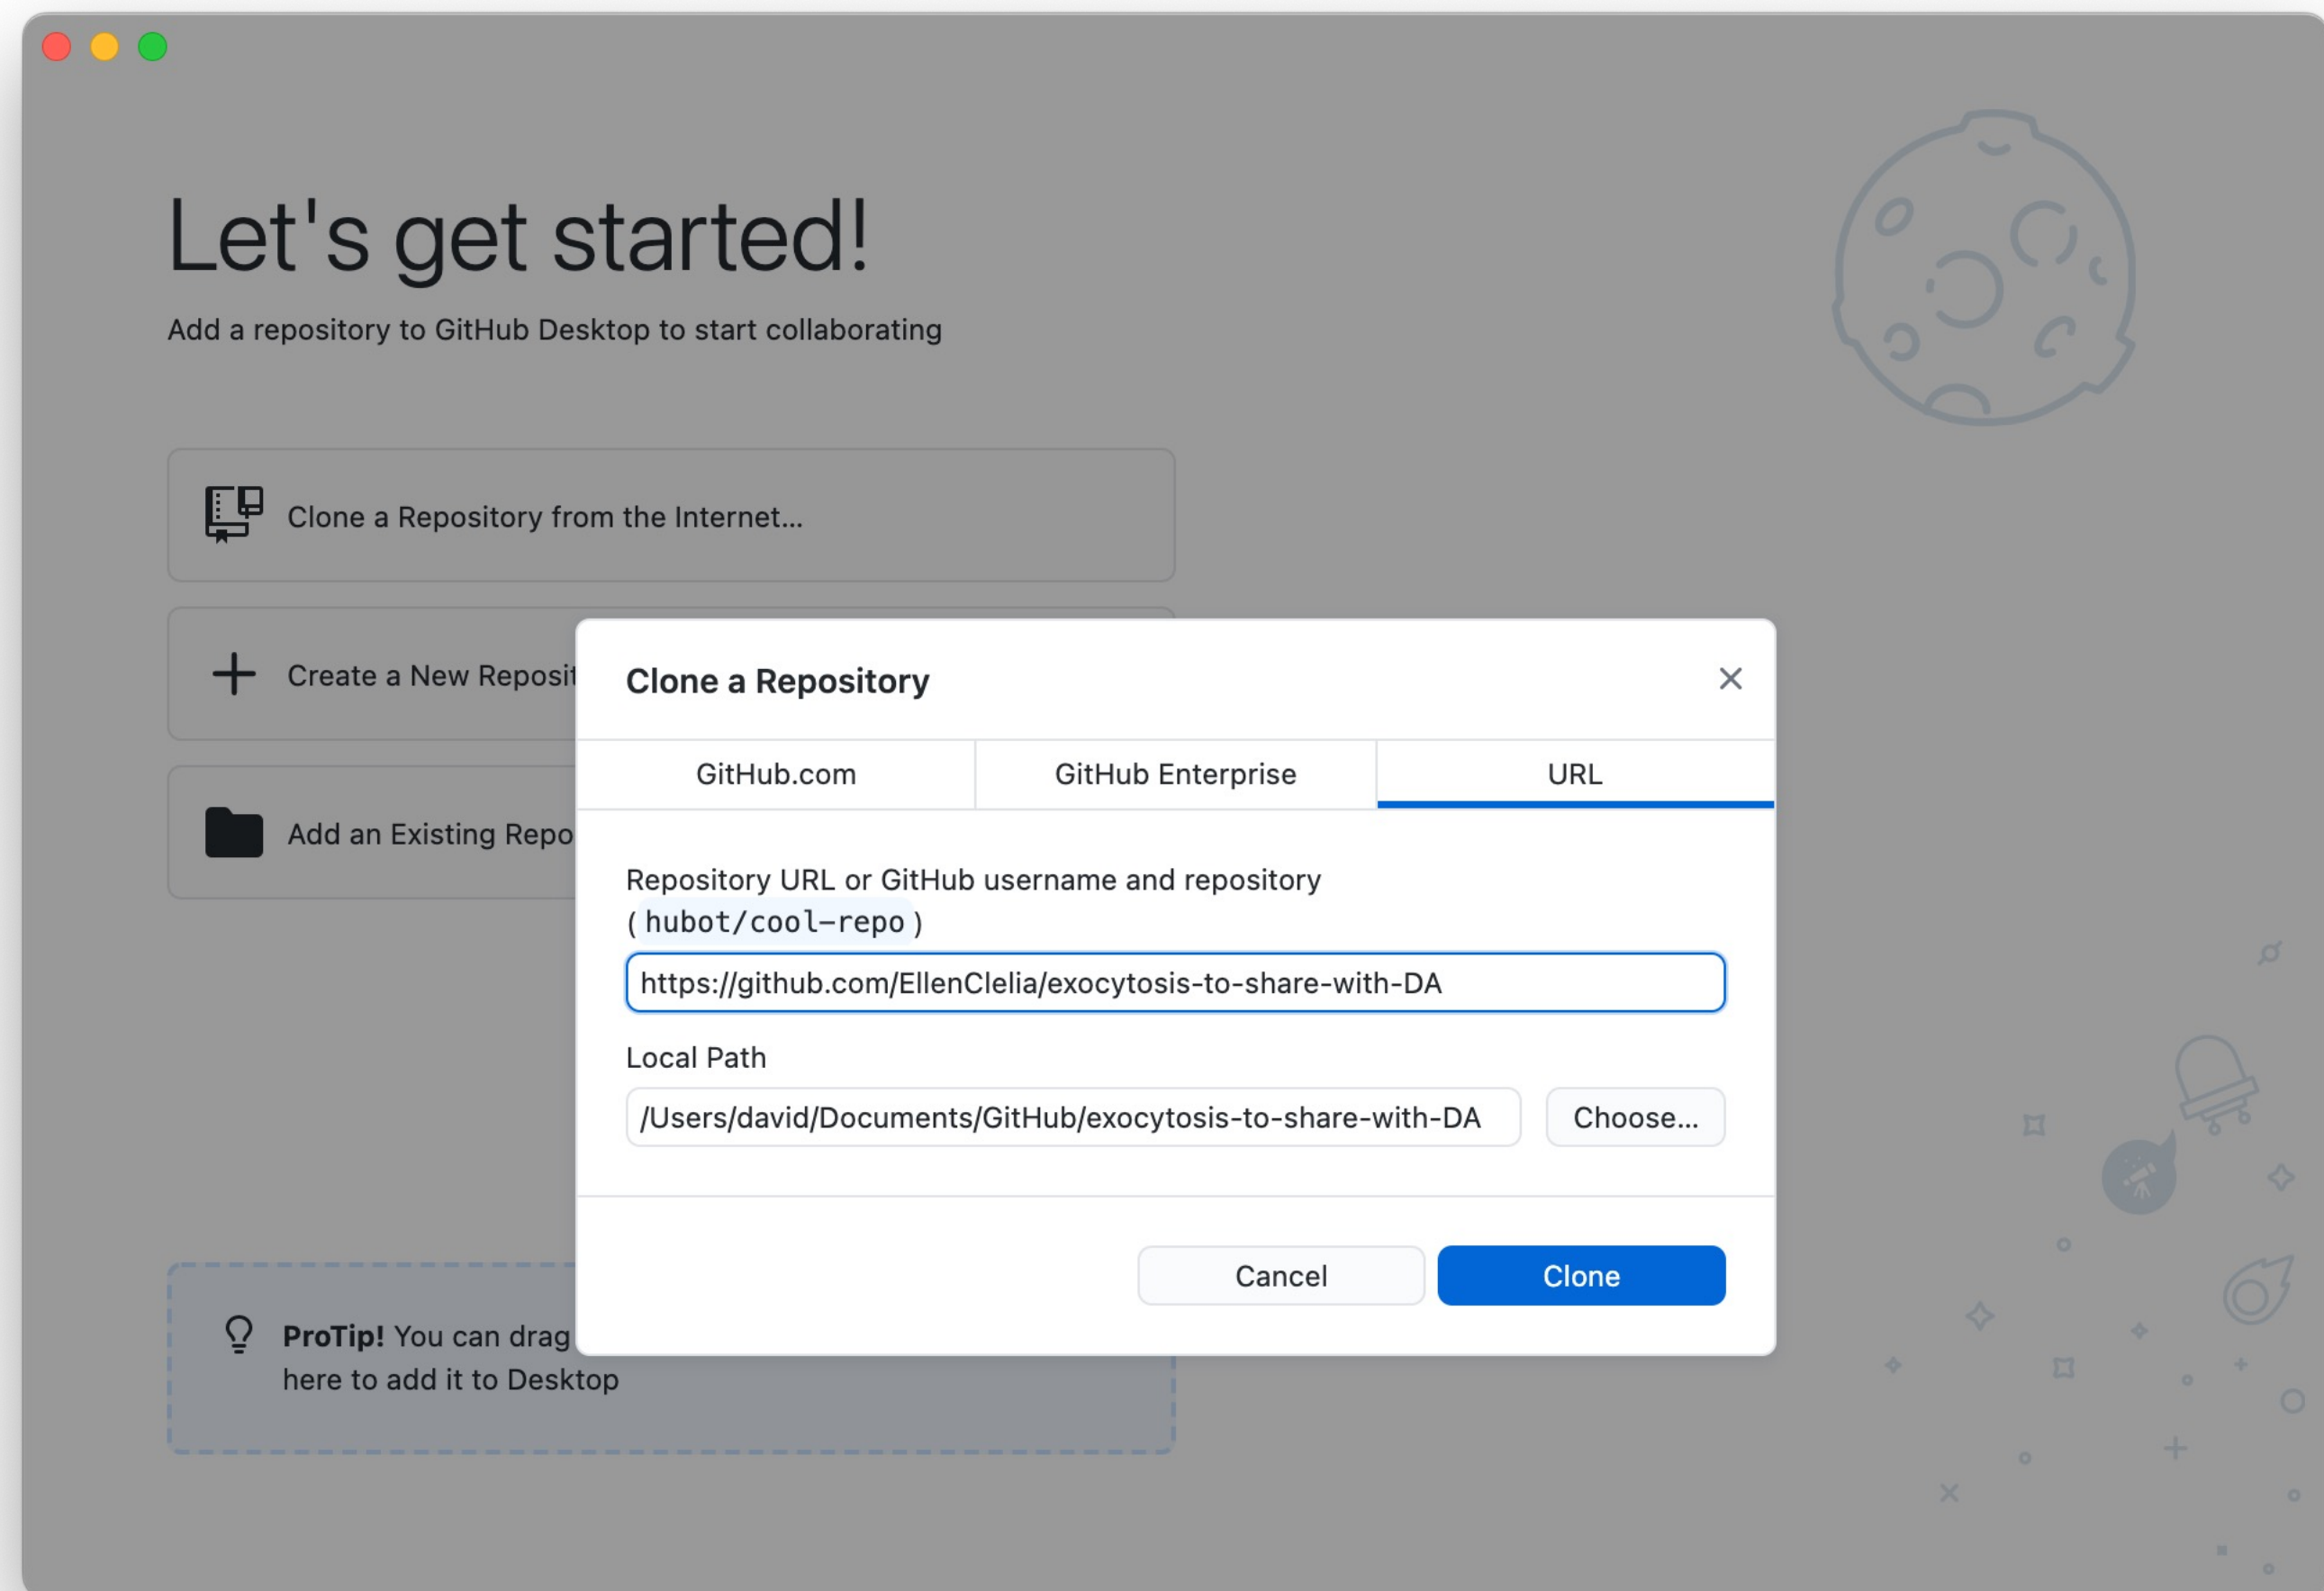 Let's get started!
Add a repository to GitHub Desktop to start collaborating
Clone a Repository from the Internet...
Create a New Reposit
Add an Existing Repo
Clone a Repository
GitHub.com
GitHub Enterprise
URL
Repository URL or GitHub username and repository
(hubot/cool-repo)
https://github.com/EllenClelia/exocytosis-to-share-with-DA
Local Path
/Users/david/Documents/GitHub/exocytosis-to-share-with-DA
Choose...
Cancel
Clone
ProTip! You can drag
here to add it to Desktop